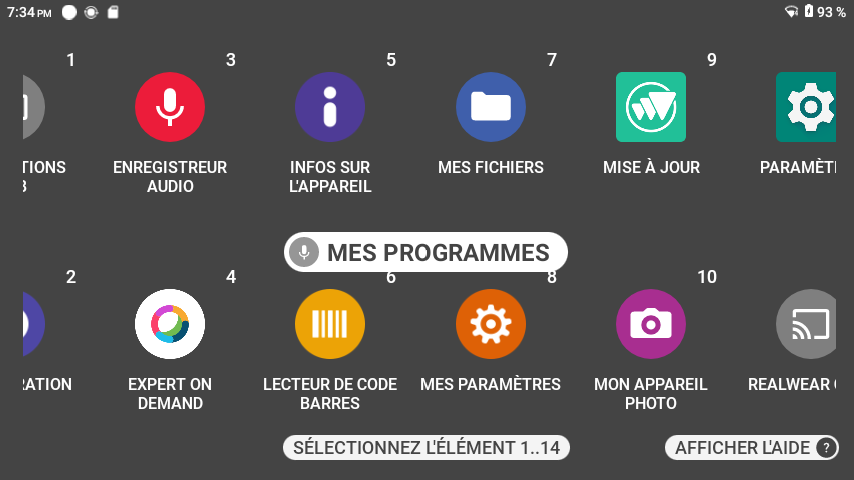 7:34 PM 93 %
1 3 5 7 9
TIONS ENREGISTREUR INFOS SUR MES FICHIERS MISE À JOUR PARAMÈT
AUDIO L'APPAREIL
MES PROGRAMMES
2 4 6 8 10
RATION EXPERT ON LECTEUR DE CODE MES PARAMÈTRES MON APPAREIL REALWEAR
DEMAND BARRES PHOTO
SÉLECTIONNEZ L'ÉLÉMENT 1..14 AFFICHER L'AIDE ?